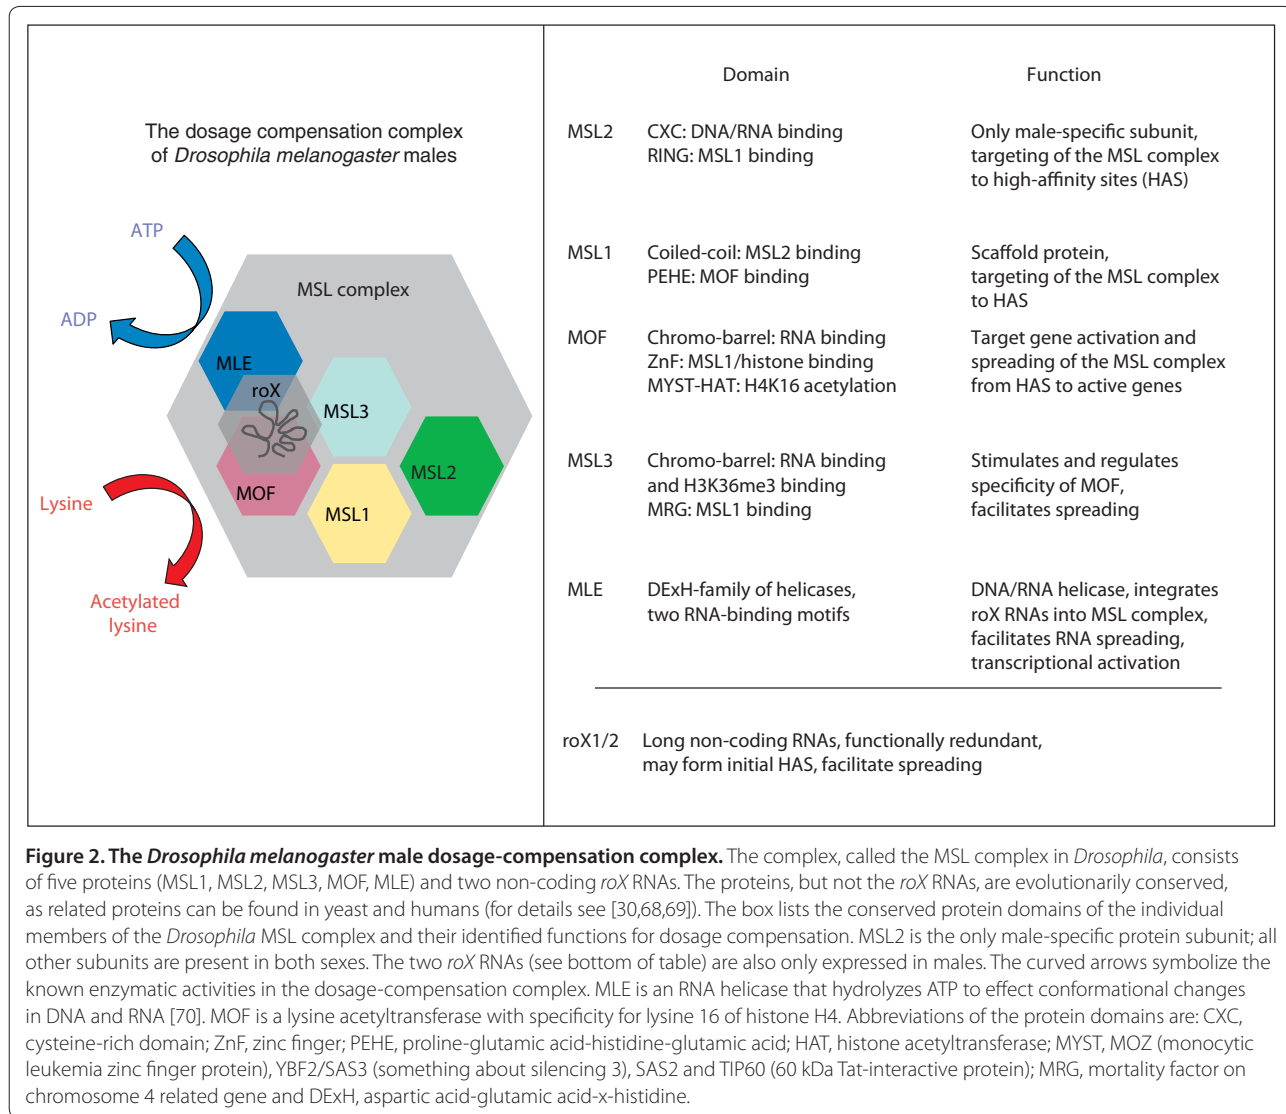 The dosage compensation complex
of Drosophila melanogaster males
ATP
ADP
MSL complex
MLE
roX
MSL3
MSL2
MOF
MSL1
Lysine
Acetylated
lysine
Domain Function
MSL2 CXC: DNA/RNA binding Only male-specific subunit,
RING: MSL1 binding targeting of the MSL complex
to high-affinity sites (HAS)
MSL1 Coiled-coil: MSL2 binding Scaffold protein,
PEHE: MOF binding targeting of the MSL complex
to HAS
MOF Chromo-barrel: RNA binding Target gene activation and
ZnF: MSL1/histone binding spreading of the MSL complex
MYST-HAT: H4K16 acetylation from HAS to active genes
MSL3 Chromo-barrel: RNA binding Stimulates and regulates
and H3K36me3 binding specificity of MOF,
MRG: MSL1 binding facilitates spreading
MLE DExH-family of helicases, DNA/RNA helicase, integrates
two RNA-binding motifs roX RNAs into MSL complex,
facilitates RNA spreading,
transcriptional activation
roX1/2 Long non-coding RNAs, functionally redundant,
may form initial HAS, facilitate spreading
Figure 2. The Drosophila melanogaster male dosage-compensation complex. The complex, called the MSL complex in Drosophila, consists
of five proteins (MSL1, MSL2, MSL3, MOF, MLE) and two non-coding roX RNAs. The proteins, but not the roX RNAs, are evolutionarily conserved,
as related proteins can be found in yeast and humans (for details see [30,68,69]). The box lists the conserved protein domains of the individual
members of the Drosophila MSL complex and their identified functions for dosage compensation. MSL2 is the only male-specific protein subunit; all
other subunits are present in both sexes. The two roX RNAs (see bottom of table) are also only expressed in males. The curved arrows symbolize the
known enzymatic activities in the dosage-compensation complex. MLE is an RNA helicase that hydrolyzes ATP to effect conformational changes
in DNA and RNA [70]. MOF is a lysine acetyltransferase with specificity for lysine 16 of histone H4. Abbreviations of the protein domains are: CXC,
cysteine-rich domain; ZnF, zinc finger; PEHE, proline-glutamic acid-histidine-glutamic acid; HAT, histone acetyltransferase; MYST, MOZ (monocytic
leukemia zinc finger protein), YBF2/SAS3 (something about silencing 3), SAS2 and TIP60 (60 kDa Tat-interactive protein); MRG, mortality factor on
chromosome 4 related gene and DExH, aspartic acid-glutamic acid-x-histidine.